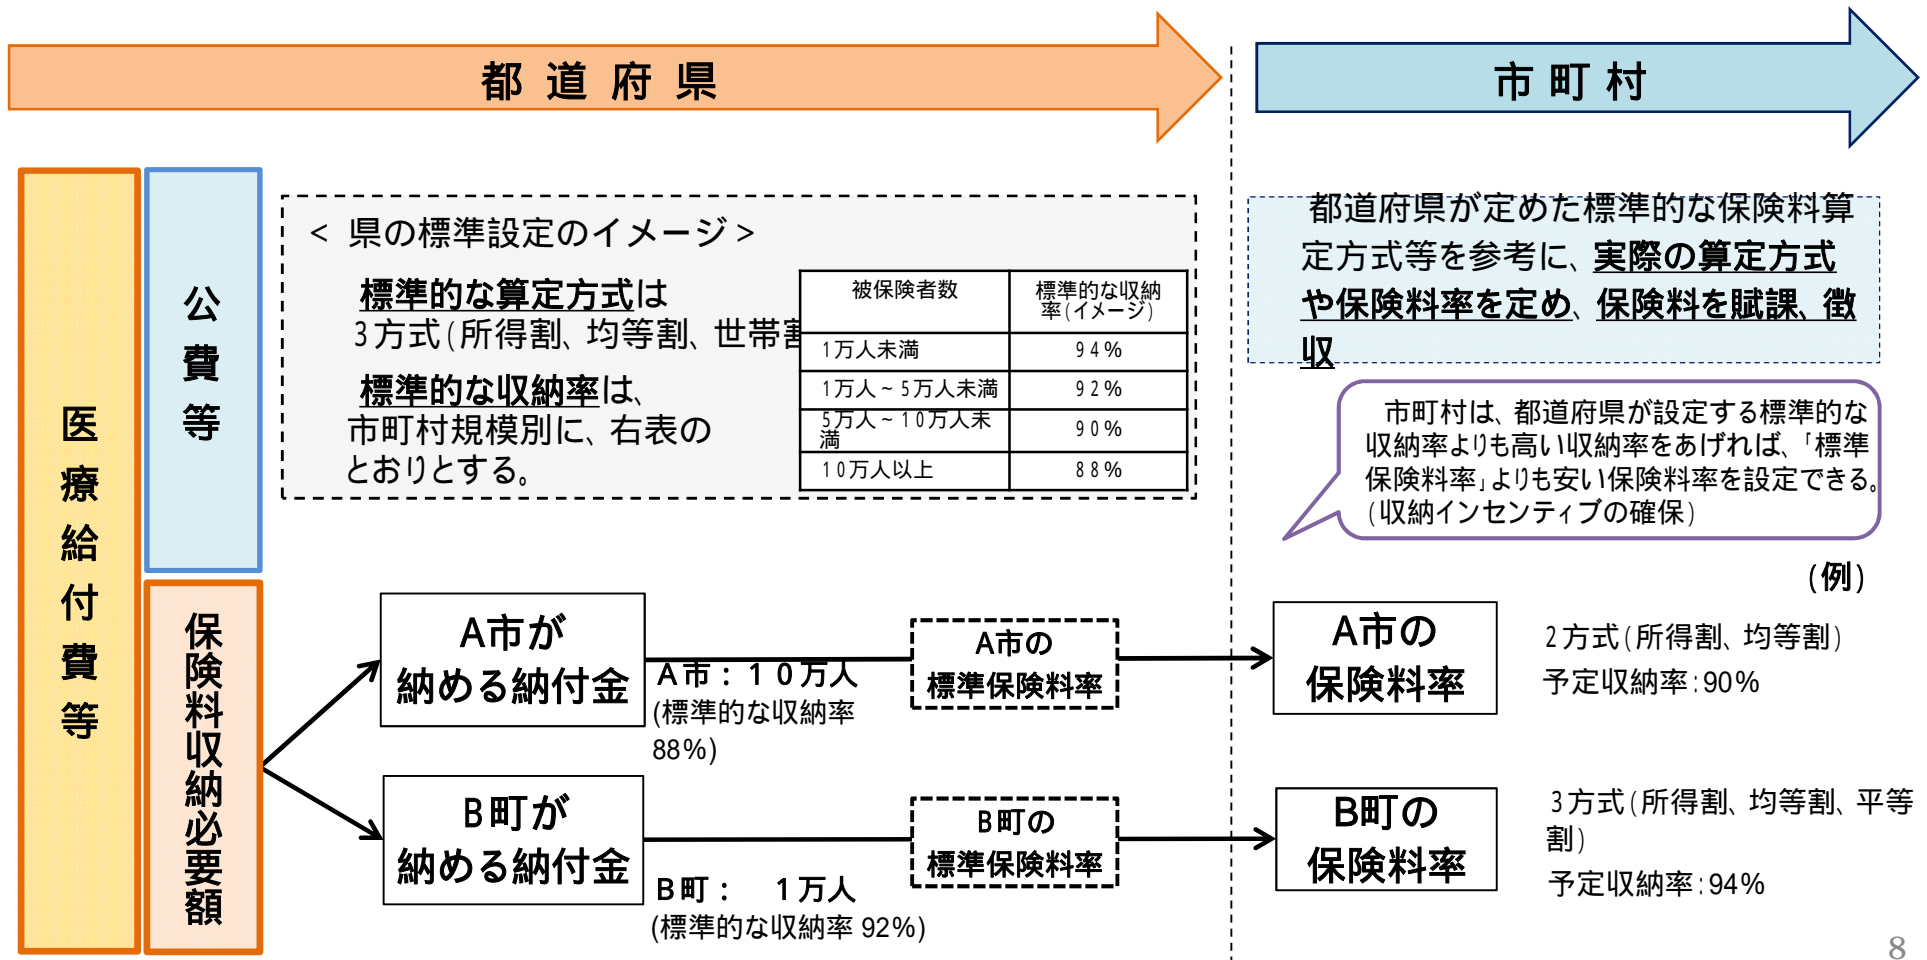 都道府県
市町村
医療給付費等
公費等
保険料収納必要額
< 県の標準設定のイメージ >
標準的な算定方式は
3方式(所得割、均等割、世帯割
標準的な収納率は、
市町村規模別に、右表の
とおりとする。
被保険者数
標準的な収納
率(イメージ)
1万人未満
94%
1万人~5万人未満
92%
5万人~10万人未
満
90%
10万人以上
88%
都道府県が定めた標準的な保険料算
定方式等を参考に、実際の算定方式
や保険料率を定め、保険料を賦課、徴
収
市町村は、都道府県が設定する標準的な
収納率よりも高い収納率をあげれば、「標準
保険料率」よりも安い保険料率を設定できる。
(収納インセンティブの確保)
(例)
A市が
納める納付金
A市:10万人
(標準的な収納率
88%)
A市の
標準保険料率
A市の
保険料率
2方式(所得割、均等割)
予定収納率:90%
B町が
納める納付金
B町: 1万人
(標準的な収納率 92%)
B町の
標準保険料率
B町の
保険料率
3方式(所得割、均等割、平等
割)
予定収納率:94%
8